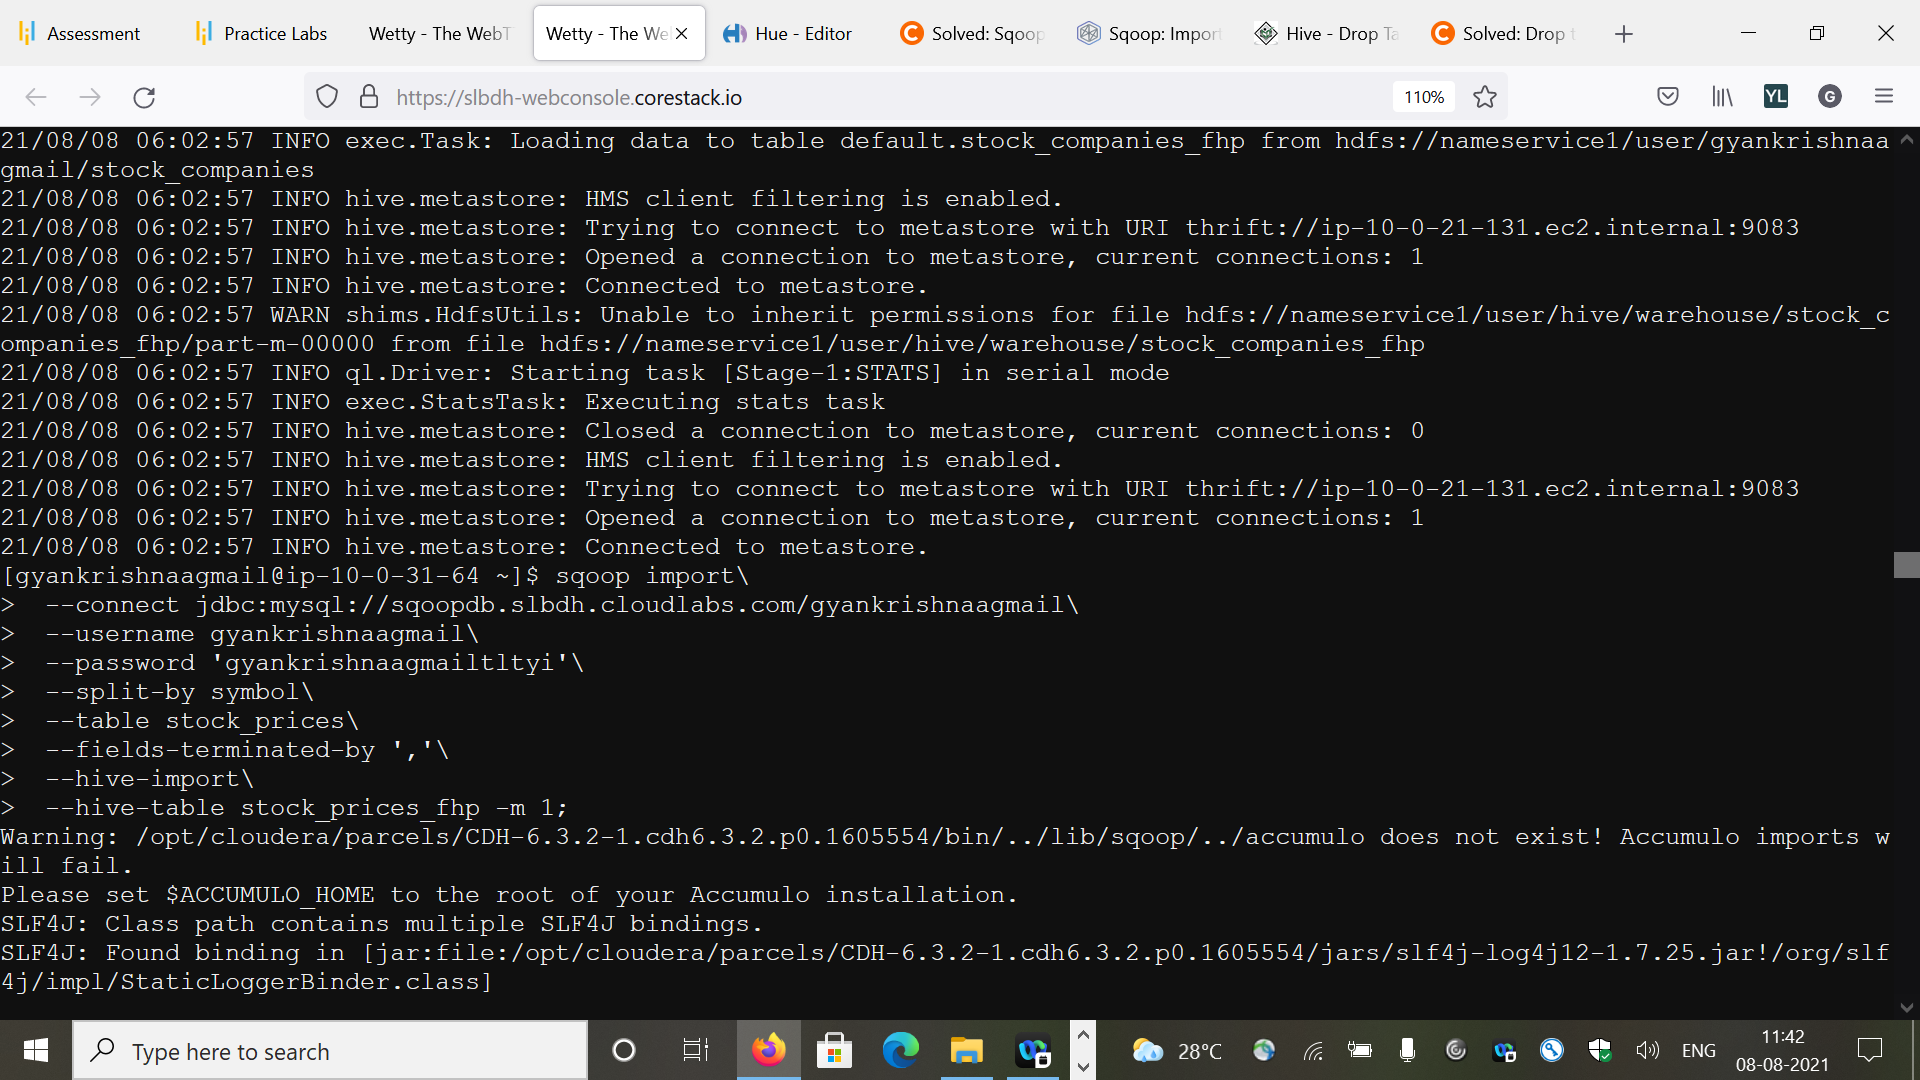 Assessment
Practice Labs
Wetty - The WebT
Wetty - The We
Hue - Editor
Solved: Sqoop
Sqoop: Import
Hive - Drop Ta
Solved: Drop t
https://slbdh-webconsole.corestack.io
110%
YL
G
21/08/08 06:02:57 INFO exec.Task: Loading data to table default.stock_companies_fhp from hdfs://nameservice1/user/gyankrishnaa
gmail/stock_companies
21/08/08 06:02:57 INFO hive.metastore: HMS client filtering is enabled.
21/08/08 06:02:57 INFO hive.metastore: Trying to connect to metastore with URI thrift://ip-10-0-21-131.ec2.internal:9083
21/08/08 06:02:57 INFO hive.metastore: Opened a connection to metastore, current connections: 1
21/08/08 06:02:57 INFO hive.metastore: Connected to metastore.
21/08/08 06:02:57 WARN shims.HdfsUtils: Unable to inherit permissions for file hdfs://nameservice1/user/hive/warehouse/stock_c
ompanies_fhp/part-m-00000 from file hdfs://nameservice1/user/hive/warehouse/stock_companies_fhp
21/08/08 06:02:57 INFO ql.Driver: Starting task [Stage-1:STATS] in serial mode
21/08/08 06:02:57 INFO exec.StatsTask: Executing stats task
21/08/08 06:02:57 INFO hive.metastore: Closed a connection to metastore, current connections: 0
21/08/08 06:02:57 INFO hive.metastore: HMS client filtering is enabled.
21/08/08 06:02:57 INFO hive.metastore: Trying to connect to metastore with URI thrift://ip-10-0-21-131.ec2.internal:9083
21/08/08 06:02:57 INFO hive.metastore: Opened a connection to metastore, current connections: 1
21/08/08 06:02:57 INFO hive.metastore: Connected to metastore.
[gyankrishnaagmail@ip-10-0-31-64 ~]$ sqoop import\
>  --connect jdbc:mysql://sqoopdb.slbdh.cloudlabs.com/gyankrishnaagmail\
>  --username gyankrishnaagmail\
>  --password 'gyankrishnaagmailtltyi'\
>  --split-by symbol\
>  --table stock_prices\
>  --fields-terminated-by ','\
>  --hive-import\
>  --hive-table stock_prices_fhp -m 1;
Warning: /opt/cloudera/parcels/CDH-6.3.2-1.cdh6.3.2.p0.1605554/bin/../lib/sqoop/../accumulo does not exist! Accumulo imports w
ill fail.
Please set $ACCUMULO_HOME to the root of your Accumulo installation.
SLF4J: Class path contains multiple SLF4J bindings.
SLF4J: Found binding in [jar:file:/opt/cloudera/parcels/CDH-6.3.2-1.cdh6.3.2.p0.1605554/jars/slf4j-log4j12-1.7.25.jar!/org/slf
4j/impl/StaticLoggerBinder.class]
Type here to search
28°C
ENG
11:42
08-08-2021